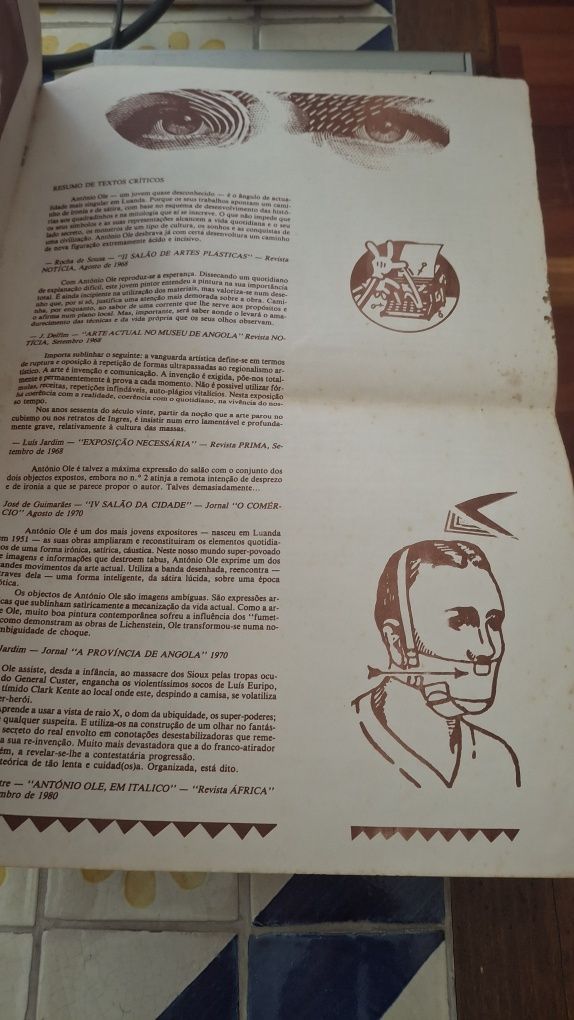 RESUMO DE TEXTOS CRÍTICOS
António Ole — um jovem quase desconhecido — é o ângulo de actua-
lidade mais singular em Luanda. Porque os seus trabalhos apontam um cami-
nho de ironia e de sátira, com base no esquema de desenvolvimento das histó-
rias aos quadradinhos e na mitologia que aí se inscreve. O que não impede que
os seus símbolos e as suas representações alcancem a vida quotidiana e o seu
lado secreto, os monstros de um tipo de cultura, os sonhos e as conquistas de
uma civilização. António Ole desbrava já com certa desenvoltura um caminho
de nova figuração extremamente ácido e incisivo.
— Rocha de Sousa — "II SALÃO DE ARTES PLÁSTICAS" — Revista
NOTÍCIA, Agosto de 1968
Com António Ole reproduz-se a esperança. Dissecando um quotidiano
de explanação difícil, este jovem pintor entendeu a pintura na sua importância
total. É ainda incipiente na utilização dos materiais, mas valoriza-se num dese-
nho que, por si só, justifica uma atenção mais demorada sobre a obra. Cami-
nha, por enquanto, ao sabor de uma corrente que lhe serve aos propósitos e
o afirma num plano local. Mas, importante, será saber aonde o levará o ama-
durecimento das técnicas e da vida própria que os seus olhos observam.
— J. Delfim — "ARTE ACTUAL NO MUSEU DE ANGOLA" Revista NO-
TÍCIA, Setembro 1968
Importa sublinhar o seguinte: a vanguarda artística define-se em termos
de ruptura e oposição à repetição de formas ultrapassadas ao regionalismo ar-
tístico. A arte é invenção e comunicação. A invenção é exigida, põe-nos total-
mente e permanentemente à prova a cada momento. Não é possível utilizar fór-
mulas, receitas, repetições infindáveis, auto-plágios vitalícios. Nesta exposição
há coerência com a realidade, coerência com o quotidiano, na vivência do nos-
so tempo.
Nos anos sessenta do século vinte, partir da noção que a arte parou no
cubismo ou nos retratos de Ingres, é insistir num erro lamentável e profunda-
mente grave, relativamente à cultura das massas.
— Luís Jardim — "EXPOSIÇÃO NECESSÁRIA" — Revista PRIMA, Se-
tembro de 1968
António Ole é talvez a máxima expressão do salão com o conjunto dos
dois objectos expostos, embora no n.º 2 atinja a remota intenção de desprezo
e de ironia a que se parece propor o autor. Talves demasiadamente...
José de Guimarães — "IV SALÃO DA CIDADE" — Jornal "O COMÉR-
CIO" Agosto de 1970
António Ole é um dos mais jovens expositores — nasceu em Luanda
em 1951 — as suas obras ampliaram e reconstituiram os elementos quotidia-
os de uma forma irónica, satírica, cáustica. Neste nosso mundo super-povoado
e imagens e informações que destroem tabus, António Ole exprime um dos
andes movimentos da arte actual. Utiliza a banda desenhada, reencontra —
traves dela — uma forma inteligente, da sátira lúcida, sobre uma época
ótica.
Os objectos de António Ole são imagens ambíguas. São expressões ar-
icas que sublinham satiricamente a mecanização da vida actual. Como a ar-
e Ole, muito boa pintura contemporânea sofreu a influência dos "fumet-
como demonstram as obras de Lichenstein, Ole transformou-se numa no-
mbiguidade de choque.
Jardim — Jornal "A PROVÍNCIA DE ANGOLA" 1970
Ole assiste, desda a infância, ao massacre dos Sioux pelas tropas ocu-
do General Custer, engancha os violentíssimos socos de Luís Euripo,
tímido Clark Kente ao local onde este, despindo a camisa, se volatiliza
er-herói.
Aprende a usar a vista de raio X, o dom da ubiquidade, os super-poderes;
qualquer suspeita. E utiliza-os na construção de um olhar no fantás-
secreto do real envolto em conotações desestabilizadoras que reme-
a sua re-invenção. Muito mais devastadora que a do franco-atirador
ém, a revelar-se-lhe a contestatária progressão.
teórica de tão lenta e cuidad(os)a. Organizada, está dito.
tre — "ANTÓNIO OLE, EM ITALICO" — "Revista ÁFRICA"
mbro de 1980